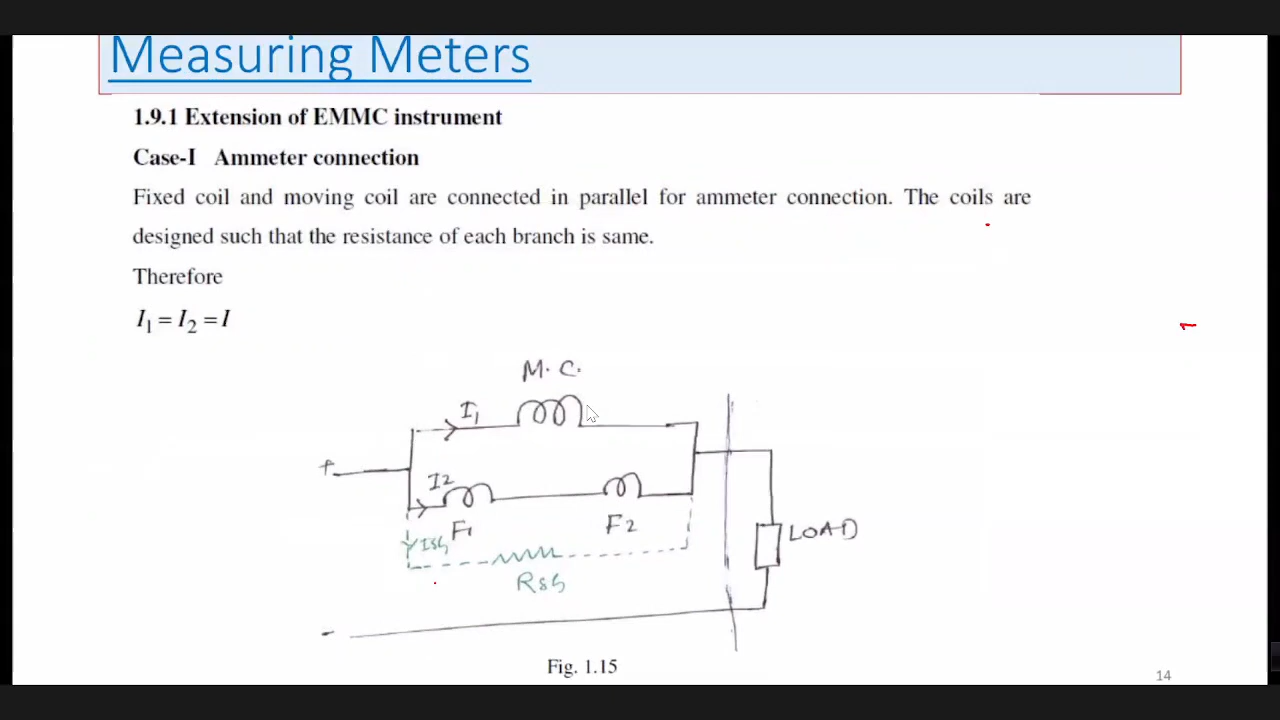 Measuring Meters
1.9.1 Extension of EMMC instrument
Case-I Ammeter connection
Fixed coil and moving coil are connected in parallel for ammeter connection. The coils are
designed such that the resistance of each branch is same.
Therefore
I₁ = I₂ = I
M.C.
I₁
+
I2
F1
F2
LOAD
Ish
Rsh
-
Fig. 1.15
14